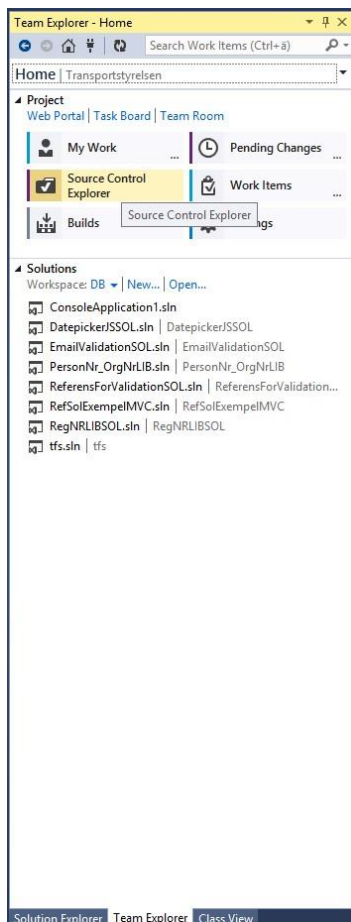 Team Explorer - Home
Search Work Items (Ctrl+ä)
Home | Transportstyrelsen
Project
Web Portal | Task Board | Team Room
My Work ... Pending Changes ...
Source Control Explorer Work Items ...
Builds Source Control Explorer
Solutions
Workspace: DB | New... | Open...
ConsoleApplication1.sln
DatepickerJSSOL.sln | DatepickerJSSOL
EmailValidationSOL.sln | EmailValidationSOL
PersonNr_OrgNrLIB.sln | PersonNr_OrgNrLIB
ReferensForValidationSOL.sln | ReferensForValidation...
RefSolExempelMVC.sln | RefSolExempelMVC
RegNRLIBSOL.sln | RegNRLIBSOL
tfs.sln | tfs
Solution Explorer Team Explorer Class View